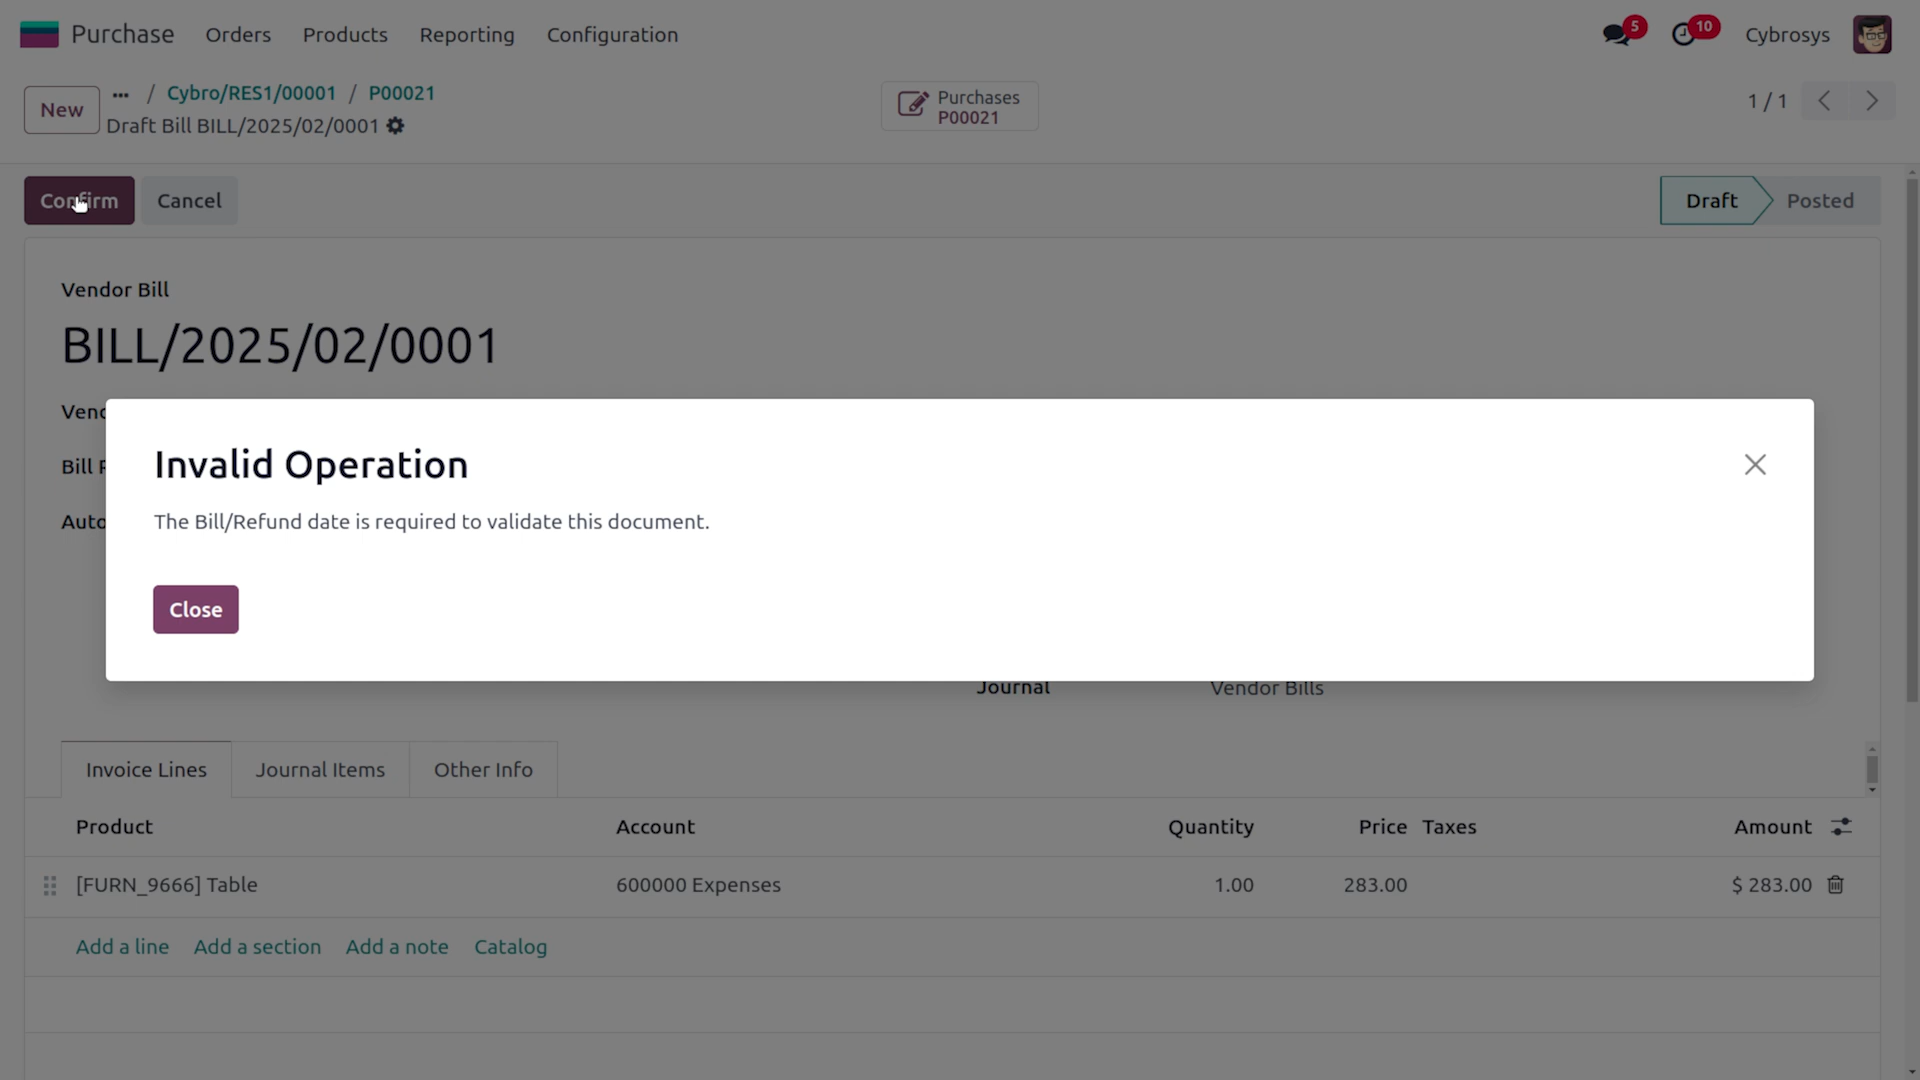 Purchase Orders Products Reporting Configuration 5 10 Cybrosys
New ... / Cybro/RES1/00001 / P00021
Draft Bill BILL/2025/02/0001
Purchases
P00021
1 / 1
Confirm Cancel Draft Posted
Vendor Bill
BILL/2025/02/0001
Vend
Bill
Auto
Invalid Operation
The Bill/Refund date is required to validate this document.
Close
Journal Vendor Bills
Invoice Lines Journal Items Other Info
Product Account Quantity Price Taxes Amount
[FURN_9666] Table 600000 Expenses 1.00 283.00 $ 283.00
Add a line Add a section Add a note Catalog